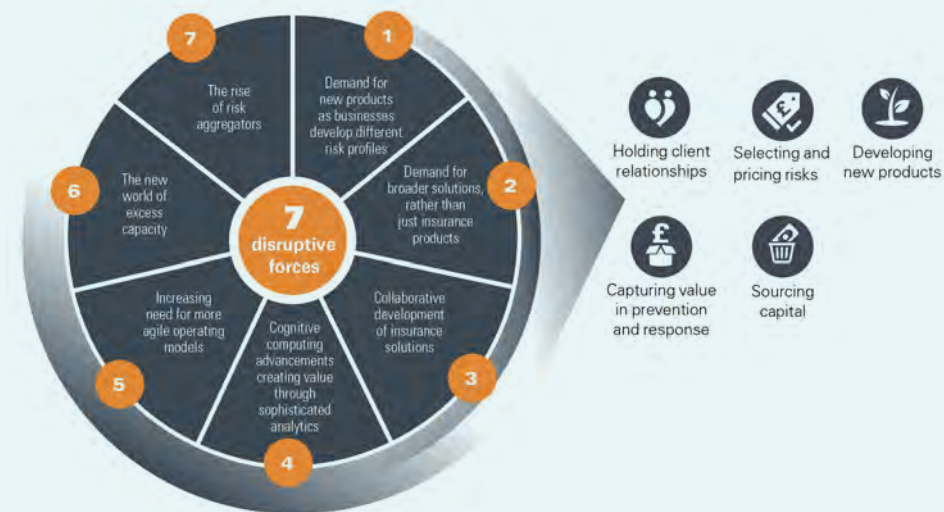 7
disruptive
forces
1
Demand for
new products
as businesses
develop different
risk profiles
2
Demand for
broader solutions,
rather than
just insurance
products
3
Collaborative
development
of insurance
solutions
4
Cognitive
computing
advancements
creating value
through
sophisticated
analytics
5
Increasing
need for more
agile operating
models
6
The new
world of
excess
capacity
7
The rise
of risk
aggregators
Holding client
relationships
£
Selecting and
pricing risks
Developing
new products
£
Capturing value
in prevention
and response
Sourcing
capital